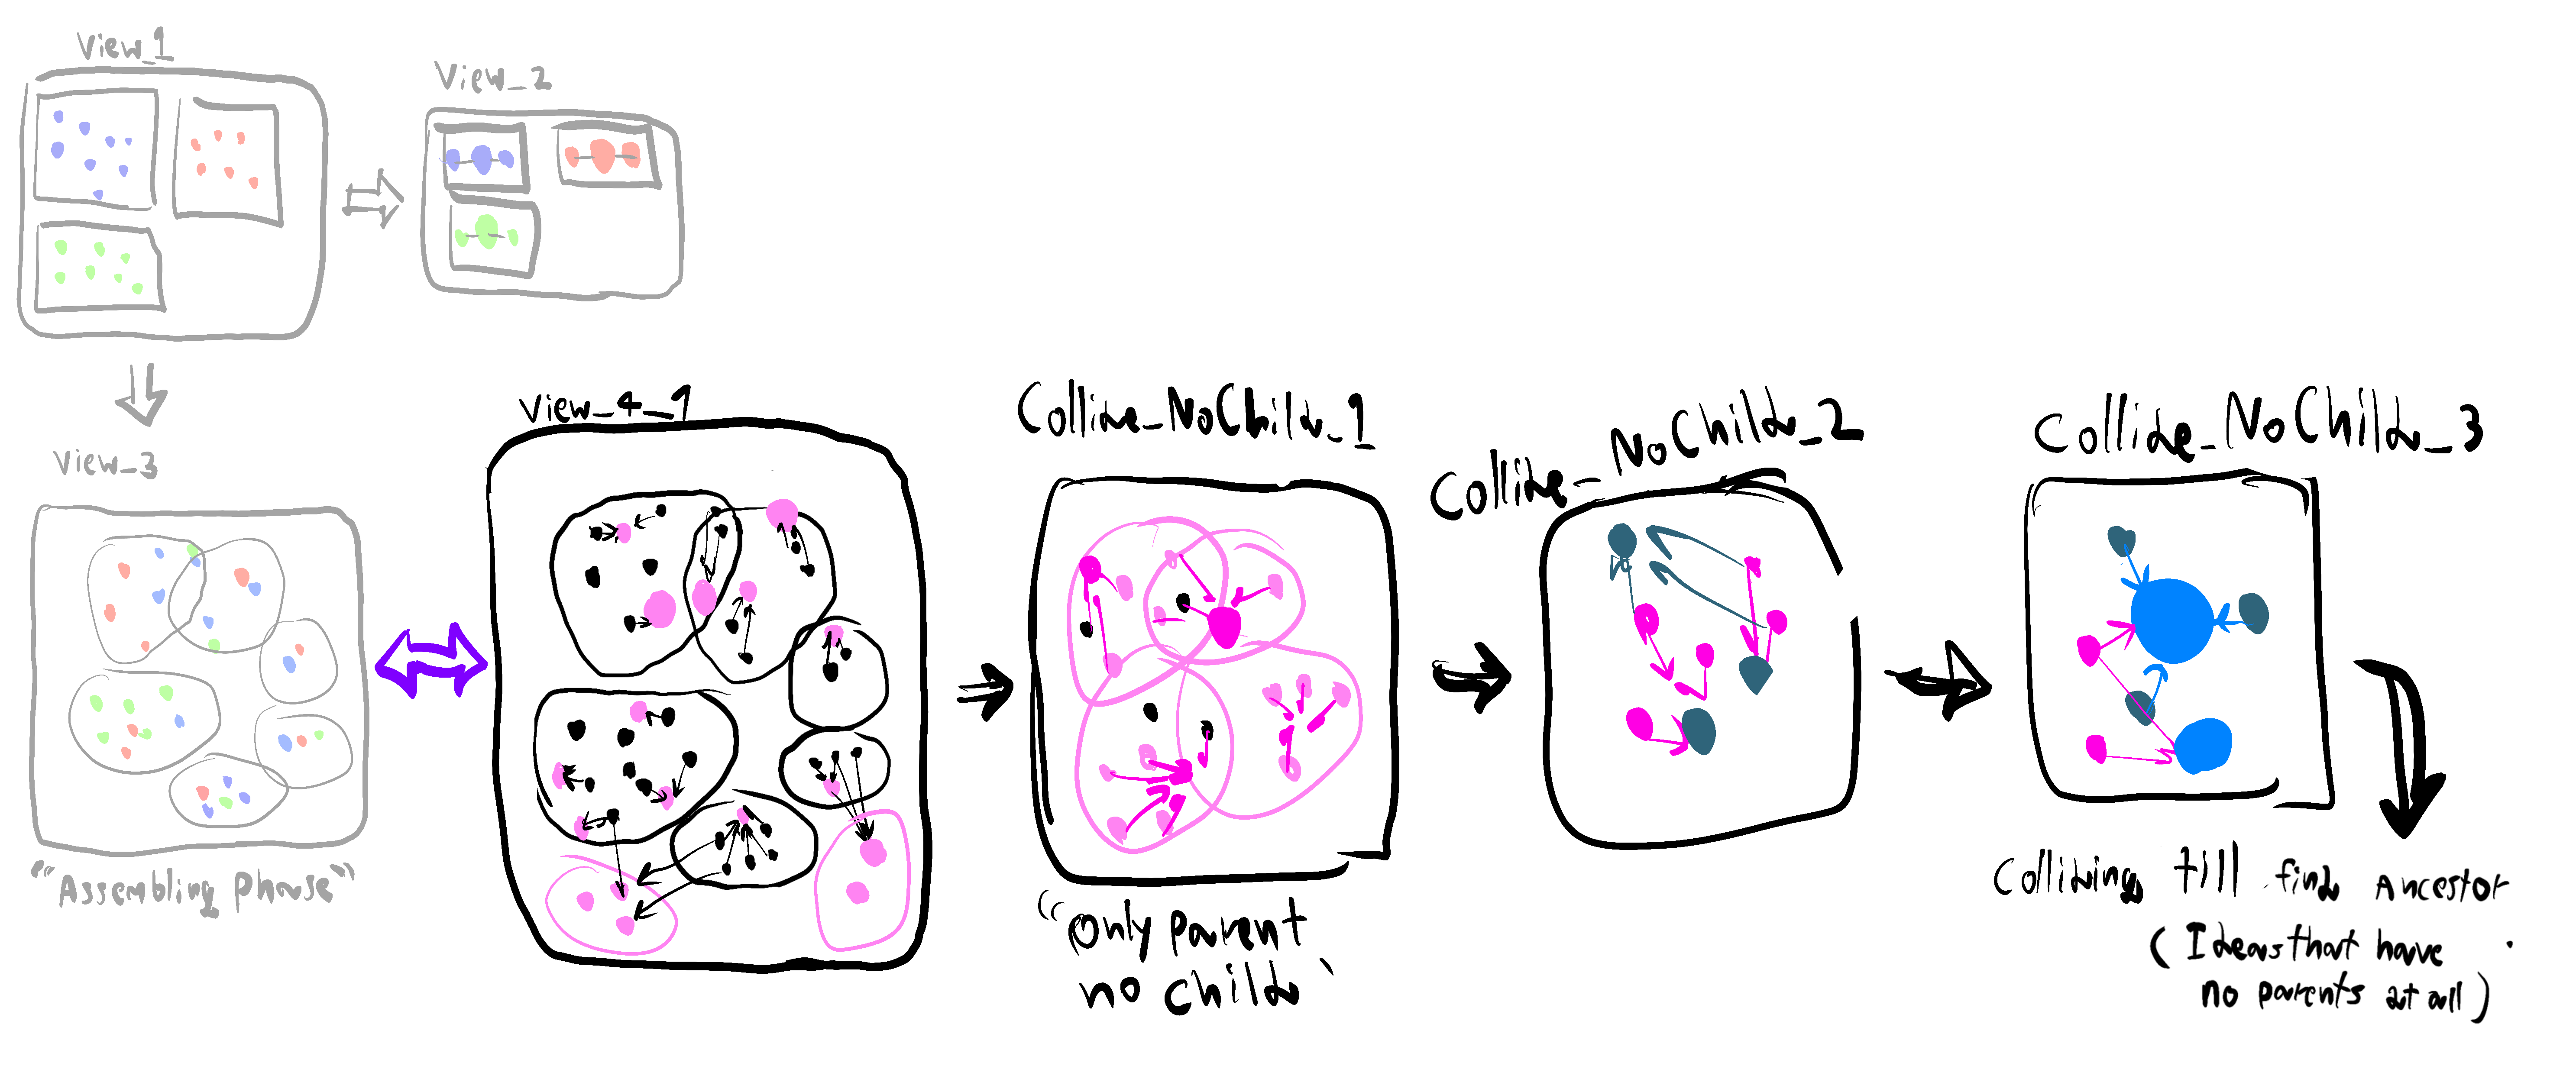 View_1
View_2
View_3
"Assembling phase"
View_4_1
Collide_NoChild_1
"only parent
no child"
Collide_NoChild_2
Collide_NoChild_3
Colliding till find Ancestor
(Ideas that have
no parents at all)